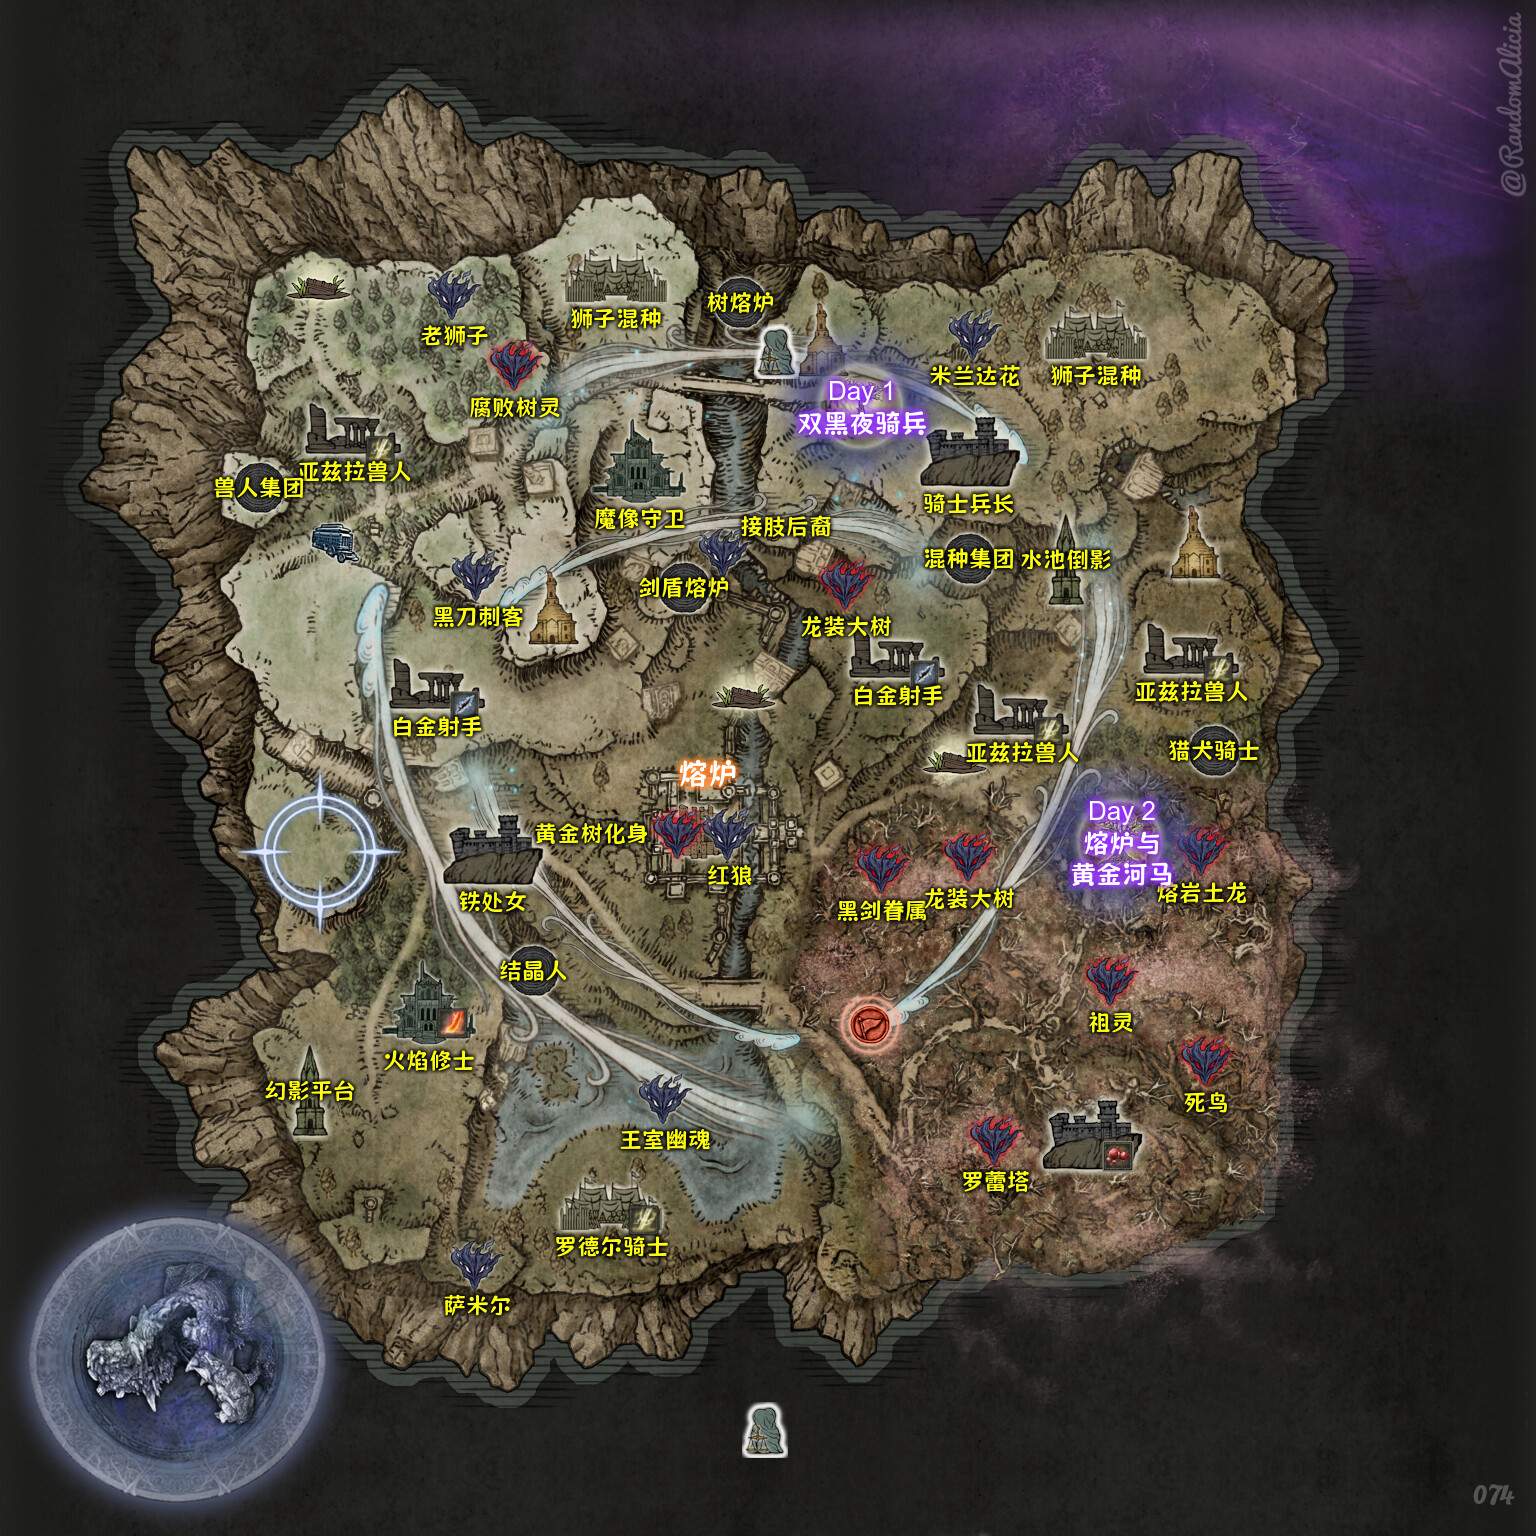 @RandomAlicia
树熔炉
狮子混种
老狮子
米兰达花
狮子混种
腐败树灵
Day 1
双黑夜骑兵
亚兹拉兽人
兽人集团
骑士兵长
魔像守卫
接肢后裔
混种集团
水池倒影
剑盾熔炉
黑刀刺客
龙装大树
白金射手
亚兹拉兽人
白金射手
亚兹拉兽人
猎犬骑士
熔炉
Day 2
熔炉与
黄金河马
黄金树化身
红狼
熔岩土龙
铁处女
黑剑眷属
龙装大树
结晶人
祖灵
火焰修士
幻影平台
死鸟
王室幽魂
罗蕾塔
罗德尔骑士
萨米尔
074